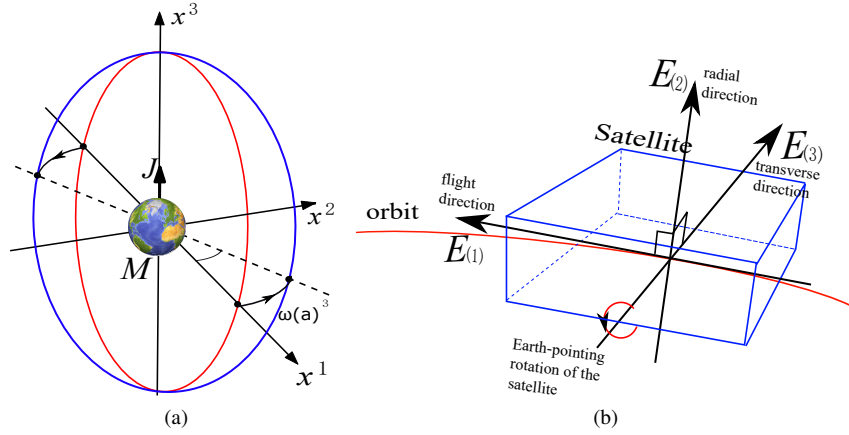 x³
J
x²
M
ω(a)³
x¹
(a)
E(2)
radial
direction
Satellite
E(3)
transverse
direction
flight
direction
orbit
E(1)
Earth-pointing
rotation of the
satellite
(b)